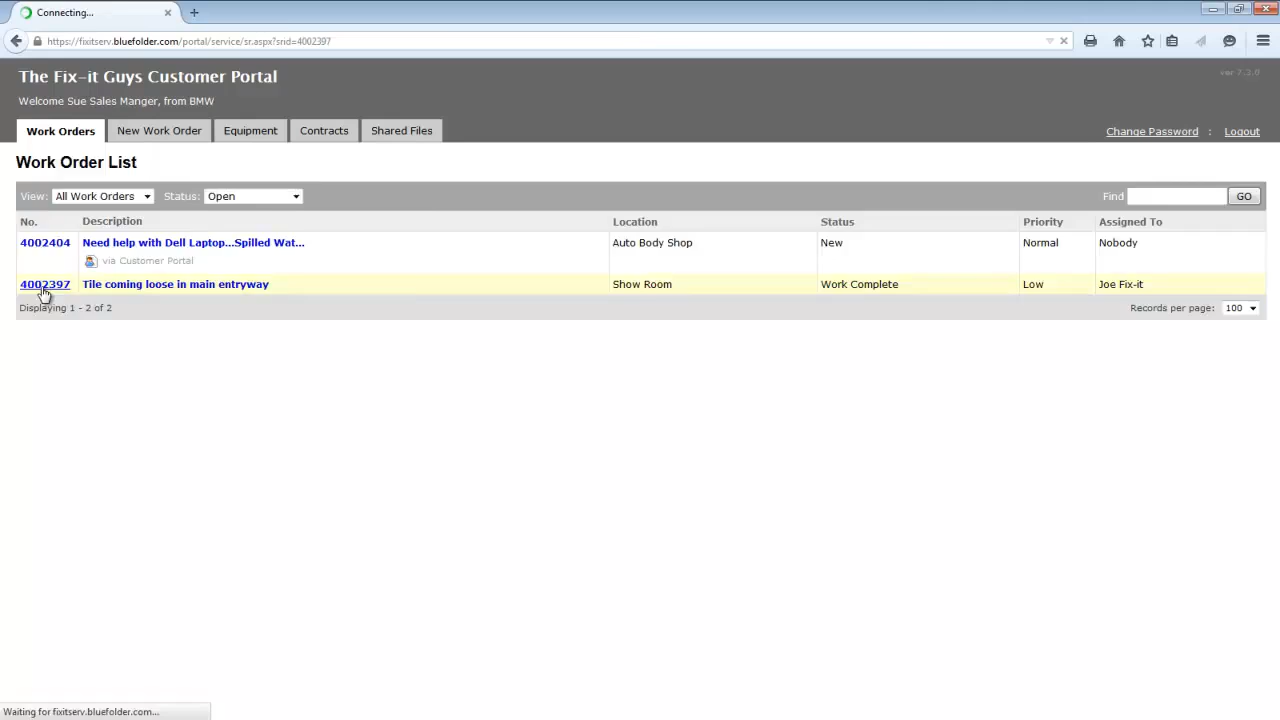 Connecting...
https://fixitserv.bluefolder.com/portal/service/sr.aspx?srid=4002397
The Fix-it Guys Customer Portal
ver 7.3.0
Welcome Sue Sales Manger, from BMW
Work Orders New Work Order Equipment Contracts Shared Files Change Password : Logout
Work Order List
View: All Work Orders Status: Open Find GO
No. Description Location Status Priority Assigned To
4002404 Need help with Dell Laptop...Spilled Wat... Auto Body Shop New Normal Nobody
via Customer Portal
4002397 Tile coming loose in main entryway Show Room Work Complete Low Joe Fix-it
Displaying 1 - 2 of 2 Records per page: 100
Waiting for fixitserv.bluefolder.com...